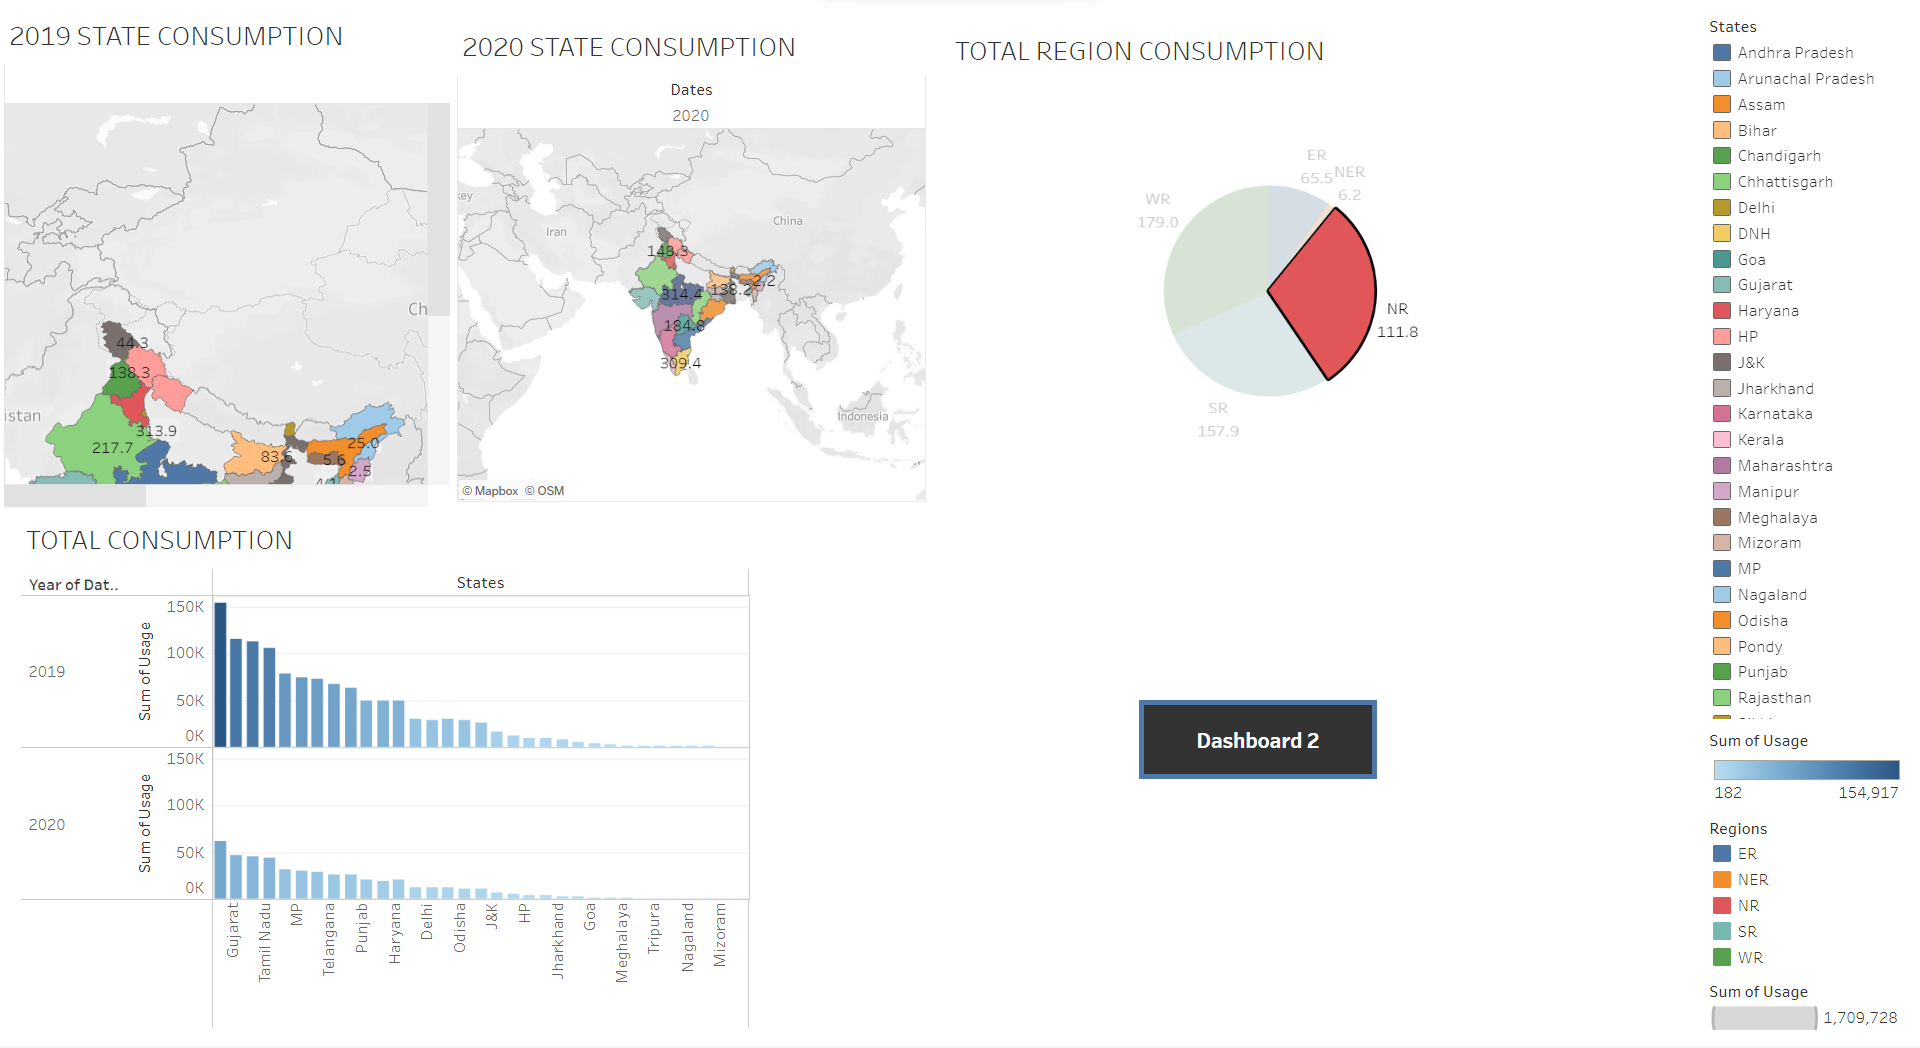 2019 STATE CONSUMPTION
44.3
138.3
313.9
217.7
83.6
25.0
5.6
2.5
Ch
istan
2020 STATE CONSUMPTION
Dates
2020
key
Iran
China
Indonesia
148.3
314.4
138.2
2.2
184.8
309.4
© Mapbox © OSM
TOTAL REGION CONSUMPTION
ER
65.5
NER
6.2
WR
179.0
NR
111.8
SR
157.9
TOTAL CONSUMPTION
Year of Dat..
States
150K
100K
50K
0K
Sum of Usage
2019
150K
100K
50K
0K
Sum of Usage
2020
Gujarat
Tamil Nadu
MP
Telangana
Punjab
Haryana
Delhi
Odisha
J&K
HP
Jharkhand
Goa
Meghalaya
Tripura
Nagaland
Mizoram
Dashboard 2
States
Andhra Pradesh
Arunachal Pradesh
Assam
Bihar
Chandigarh
Chhattisgarh
Delhi
DNH
Goa
Gujarat
Haryana
HP
J&K
Jharkhand
Karnataka
Kerala
Maharashtra
Manipur
Meghalaya
Mizoram
MP
Nagaland
Odisha
Pondy
Punjab
Rajasthan
Sum of Usage
182 154,917
Regions
ER
NER
NR
SR
WR
Sum of Usage
1,709,728